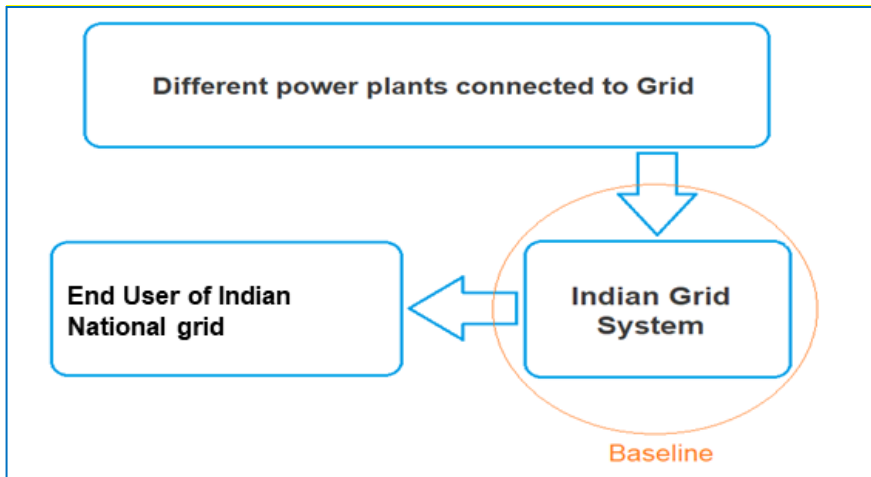 Different power plants connected to Grid
End User of Indian
National grid
Indian Grid
System
Baseline